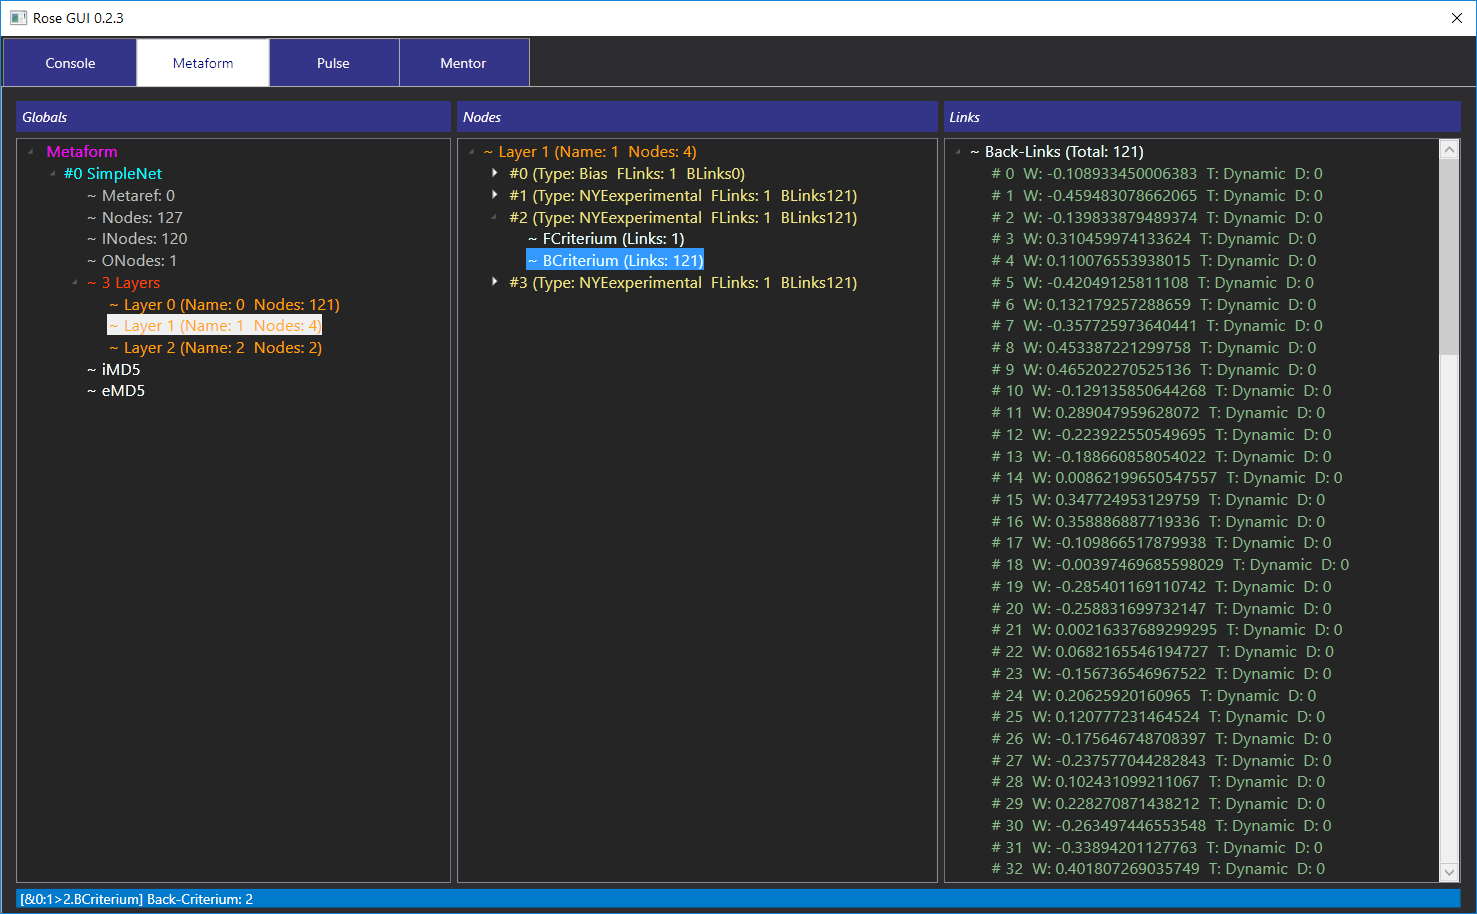 Rose GUI 0.2.3
Console Metaform Pulse Mentor
Globals
Metaform
#0 SimpleNet
~ Metaref: 0
~ Nodes: 127
~ INodes: 120
~ ONodes: 1
~ 3 Layers
~ Layer 0 (Name: 0 Nodes: 121)
~ Layer 1 (Name: 1 Nodes: 4)
~ Layer 2 (Name: 2 Nodes: 2)
~ iMD5
~ eMD5
Nodes
~ Layer 1 (Name: 1 Nodes: 4)
#0 (Type: Bias FLinks: 1 BLinks0)
#1 (Type: NYEexperimental FLinks: 1 BLinks121)
#2 (Type: NYEexperimental FLinks: 1 BLinks121)
~ FCriterium (Links: 1)
~ BCriterium (Links: 121)
#3 (Type: NYEexperimental FLinks: 1 BLinks121)
Links
~ Back-Links (Total: 121)
# 0 W: -0.108933450006383 T: Dynamic D: 0
# 1 W: -0.459483078662065 T: Dynamic D: 0
# 2 W: -0.139833879489374 T: Dynamic D: 0
# 3 W: 0.310459974133624 T: Dynamic D: 0
# 4 W: 0.110076553938015 T: Dynamic D: 0
# 5 W: -0.42049125811108 T: Dynamic D: 0
# 6 W: 0.132179257288659 T: Dynamic D: 0
# 7 W: -0.357725973640441 T: Dynamic D: 0
# 8 W: 0.453387221299758 T: Dynamic D: 0
# 9 W: 0.465202270525136 T: Dynamic D: 0
# 10 W: -0.129135850644268 T: Dynamic D: 0
# 11 W: 0.289047959628072 T: Dynamic D: 0
# 12 W: -0.223922550549695 T: Dynamic D: 0
# 13 W: -0.188660858054022 T: Dynamic D: 0
# 14 W: 0.00862199650547557 T: Dynamic D: 0
# 15 W: 0.347724953129759 T: Dynamic D: 0
# 16 W: 0.358886887719336 T: Dynamic D: 0
# 17 W: -0.109866517879938 T: Dynamic D: 0
# 18 W: -0.00397469685598029 T: Dynamic D: 0
# 19 W: -0.285401169110742 T: Dynamic D: 0
# 20 W: -0.258831699732147 T: Dynamic D: 0
# 21 W: 0.00216337689299295 T: Dynamic D: 0
# 22 W: 0.0682165546194727 T: Dynamic D: 0
# 23 W: -0.156736546967522 T: Dynamic D: 0
# 24 W: 0.20625920160965 T: Dynamic D: 0
# 25 W: 0.120777231464524 T: Dynamic D: 0
# 26 W: -0.175646748708397 T: Dynamic D: 0
# 27 W: -0.237577044282843 T: Dynamic D: 0
# 28 W: 0.102431099211067 T: Dynamic D: 0
# 29 W: 0.228270871438212 T: Dynamic D: 0
# 30 W: -0.263497446553548 T: Dynamic D: 0
# 31 W: -0.33894201127763 T: Dynamic D: 0
# 32 W: 0.401807269035749 T: Dynamic D: 0
[&0:1>2.BCriterium] Back-Criterium: 2